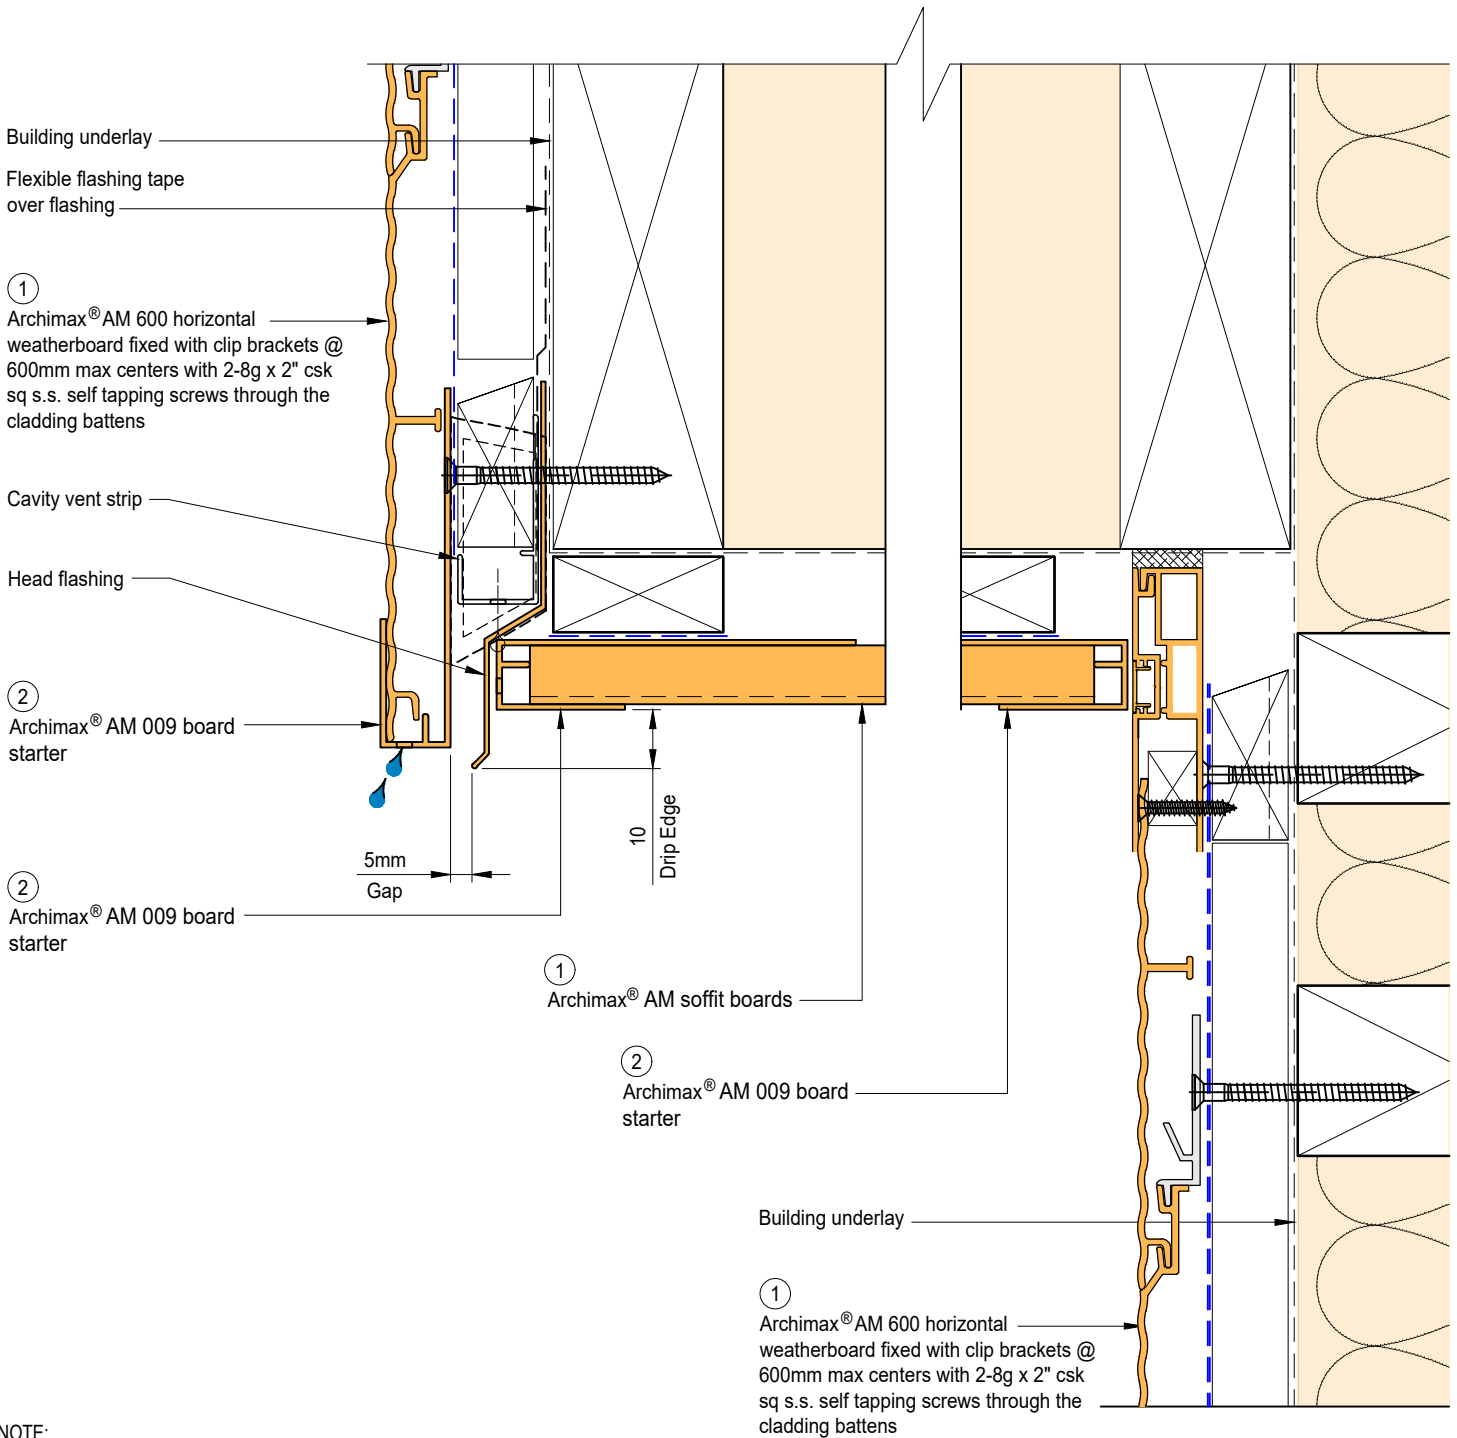 Building underlay
Flexible flashing tape
over flashing
1
Archimax® AM 600 horizontal
weatherboard fixed with clip brackets @
600mm max centers with 2-8g x 2" csk
sq s.s. self tapping screws through the
cladding battens
Cavity vent strip
Head flashing
2
Archimax® AM 009 board
starter
5mm
Gap
10
Drip Edge
2
Archimax® AM 009 board
starter
1
Archimax® AM soffit boards
2
Archimax® AM 009 board
starter
Building underlay
1
Archimax® AM 600 horizontal
weatherboard fixed with clip brackets @
600mm max centers with 2-8g x 2" csk
sq s.s. self tapping screws through the
cladding battens
NOTE: